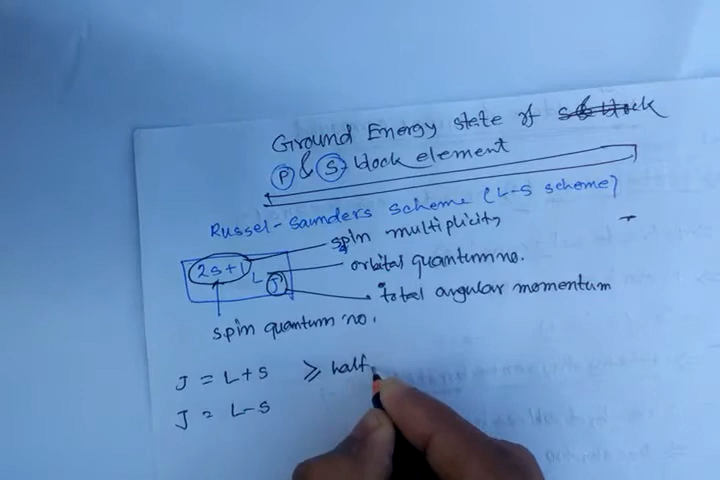 Ground Energy state of
P & S-block element
Russel-Saunders scheme (L-S scheme)
spin multiplicity
2s+1 L J
orbital quantum no.
total angular momentum
spin quantum no.
J = L+S ⩾ half
J = L-S